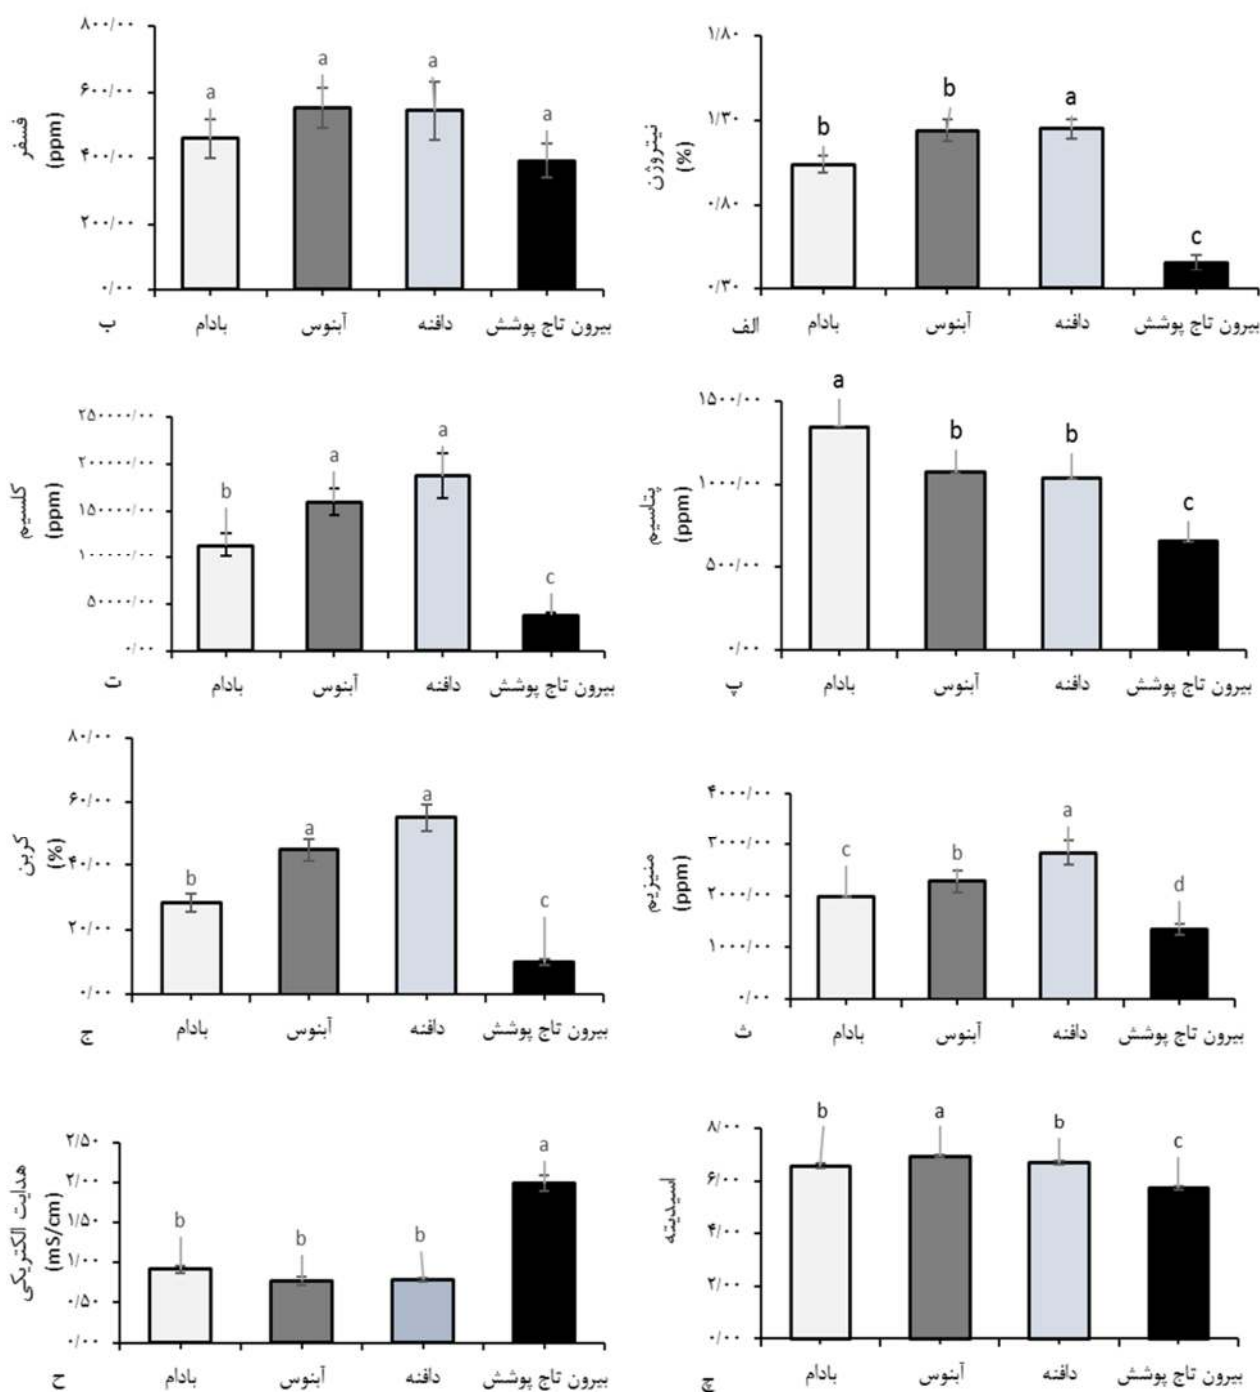 نیتروژن
(%)
۱/۸۰
۱/۳۰
۰/۸۰
۰/۳۰
b b a c
بادام آبنوس دافنه بیرون تاج پوشش
الف
فسفر
(ppm)
۸۰۰/۰۰
۶۰۰/۰۰
۴۰۰/۰۰
۲۰۰/۰۰
۰/۰۰
a a a a
بادام آبنوس دافنه بیرون تاج پوشش
ب
پتاسیم
(ppm)
۱۵۰۰/۰۰
۱۰۰۰/۰۰
۵۰۰/۰۰
۰/۰۰
a b b c
بادام آبنوس دافنه بیرون تاج پوشش
پ
کلسیم
(ppm)
۲۵۰۰۰۰/۰۰
۲۰۰۰۰۰/۰۰
۱۵۰۰۰۰/۰۰
۱۰۰۰۰۰/۰۰
۵۰۰۰۰/۰۰
۰/۰۰
b a a c
بادام آبنوس دافنه بیرون تاج پوشش
ت
منیزیم
(ppm)
۴۰۰۰/۰۰
۳۰۰۰/۰۰
۲۰۰۰/۰۰
۱۰۰۰/۰۰
۰/۰۰
c b a d
بادام آبنوس دافنه بیرون تاج پوشش
ث
کربن
(%)
۸۰/۰۰
۶۰/۰۰
۴۰/۰۰
۲۰/۰۰
۰/۰۰
b a a c
بادام آبنوس دافنه بیرون تاج پوشش
ج
اسیدیته
۸/۰۰
۶/۰۰
۴/۰۰
۲/۰۰
۰/۰۰
b a b c
بادام آبنوس دافنه بیرون تاج پوشش
چ
هدایت الکتریکی
(mS/cm)
۲/۵۰
۲/۰۰
۱/۵۰
۱/۰۰
۰/۵۰
۰/۰۰
b b b a
بادام آبنوس دافنه بیرون تاج پوشش
ح